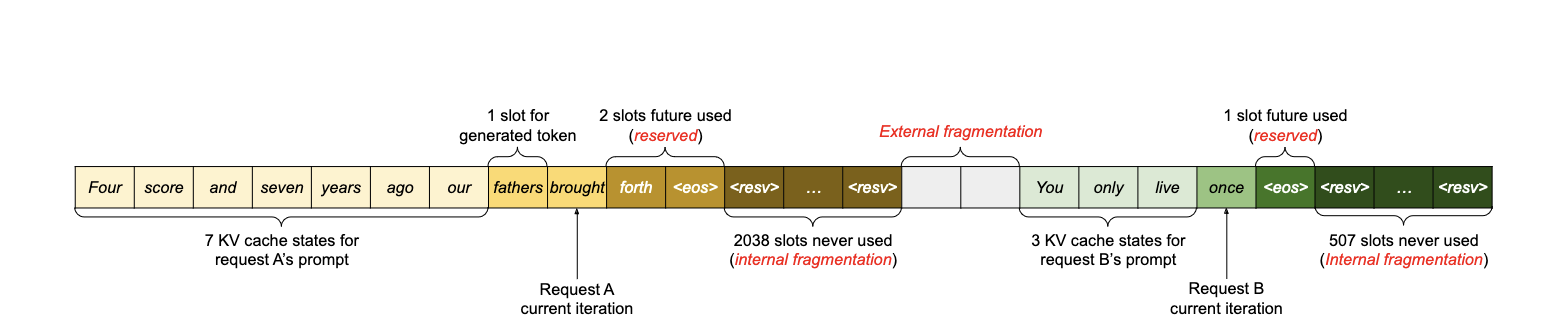 1 slot for
generated token
2 slots future used
(reserved)
External fragmentation
1 slot future used
(reserved)
Four score and seven years ago our fathers brought forth <eos> <resv> ... <resv> You only live once <eos> <resv> ... <resv>
7 KV cache states for
request A's prompt
2038 slots never used
(internal fragmentation)
3 KV cache states for
request B's prompt
507 slots never used
(Internal fragmentation)
Request A
current iteration
Request B
current iteration